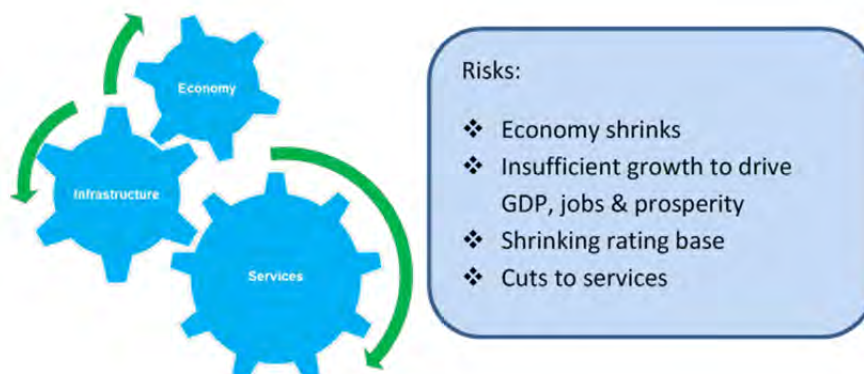 Economy
Infrastructure
Services
Risks:
❖ Economy shrinks
❖ Insufficient growth to drive
GDP, jobs & prosperity
❖ Shrinking rating base
❖ Cuts to services